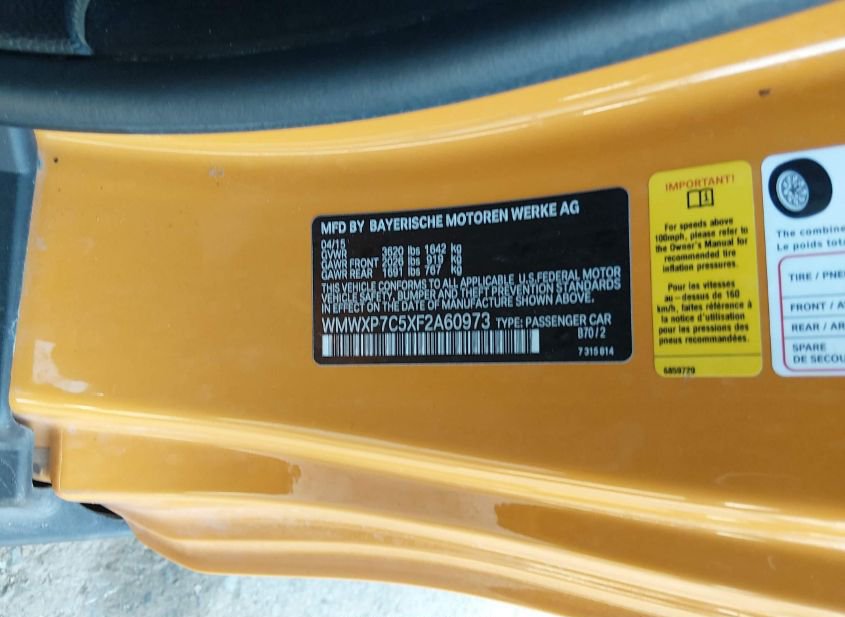 MFD BY BAYERISCHE MOTOREN WERKE AG
04/15
GVWR 3620 lbs 1642 kg
GAWR FRONT 2026 lbs 919 kg
GAWR REAR 1691 lbs 767 kg
THIS VEHICLE CONFORMS TO ALL APPLICABLE U.S.FEDERAL MOTOR
VEHICLE SAFETY, BUMPER AND THEFT PREVENTION STANDARDS
IN EFFECT ON THE DATE OF MANUFACTURE SHOWN ABOVE.
WMWXP7C5XF2A60973 TYPE: PASSENGER CAR
B70/2
7 315 814
IMPORTANT!
For speeds above
100mph, please refer to
the Owner's Manual for
recommended tire
inflation pressures.
Pour les vitesses
au-dessus de 160
km/h, faites référence à
la notice d'utilisation
pour les pressions des
pneus recommandées.
6859729
The combine
Le poids tota
TIRE / PNE
FRONT / AV
REAR / AR
SPARE
DE SECOU